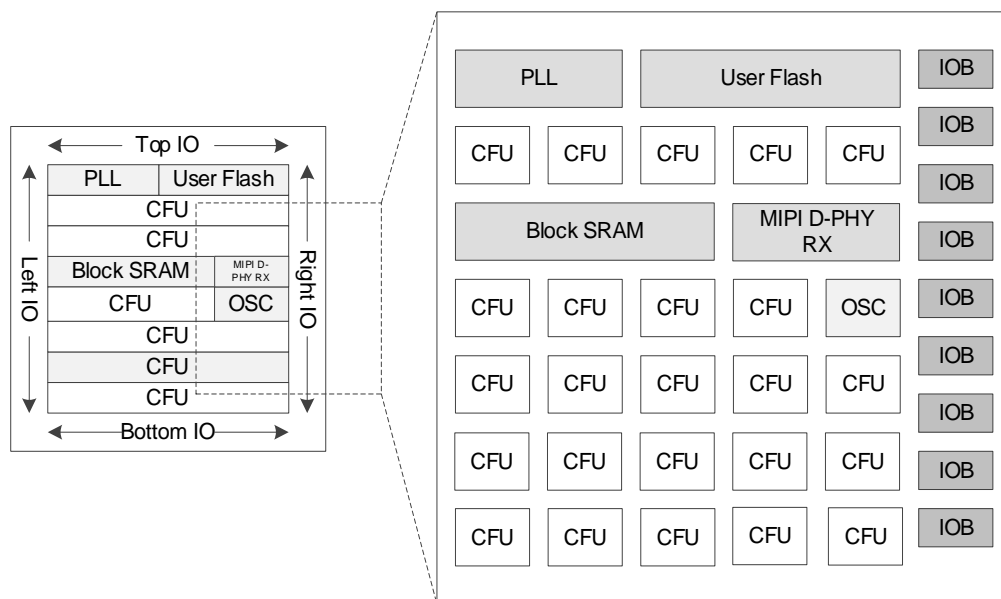 Top IO
PLL
User Flash
CFU
CFU
Block SRAM
MIPI D-
PHY RX
CFU
OSC
CFU
CFU
CFU
Bottom IO
Left IO
Right IO
PLL
User Flash
IOB
CFU CFU CFU CFU CFU
IOB
IOB
Block SRAM
MIPI D-PHY
RX
IOB
CFU CFU CFU CFU OSC
IOB
CFU CFU CFU CFU CFU
IOB
IOB
CFU CFU CFU CFU CFU
IOB
CFU CFU CFU CFU CFU
IOB